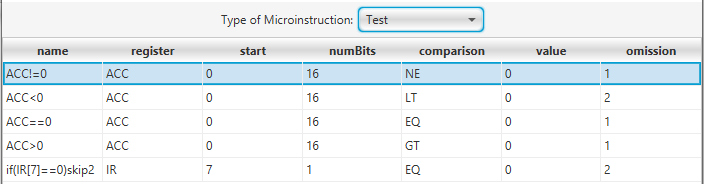 Type of Microinstruction: Test
name register start numBits comparison value omission
ACC!=0 ACC 0 16 NE 0 1
ACC<0 ACC 0 16 LT 0 2
ACC==0 ACC 0 16 EQ 0 1
ACC>0 ACC 0 16 GT 0 1
if(IR[7]==0)skip2 IR 7 1 EQ 0 2